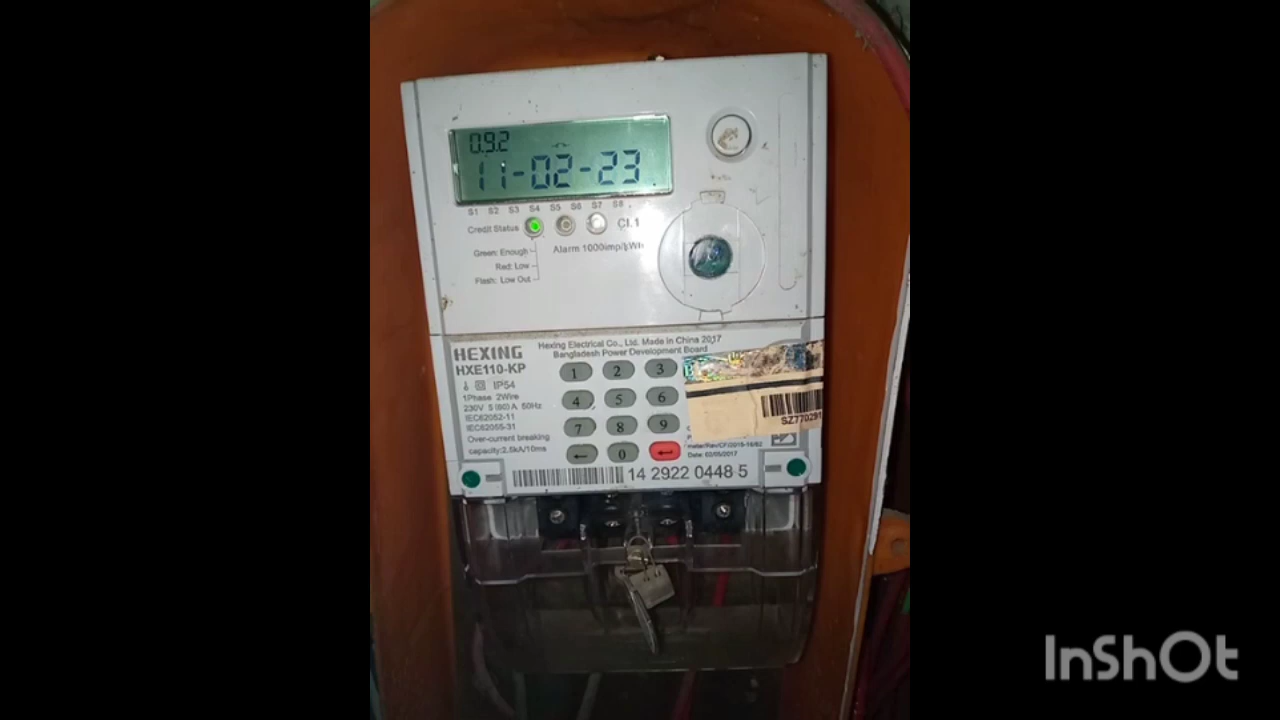 0.9.2
11-02-23
S1 S2 S3 S4 S5 S6 S7 S8
Credit Status
Cl.1
Green: Enough
Alarm 1000imp/kWh
Red: Low
Flash: Low Out
Hexing Electrical Co., Ltd. Made in China 2017
Bangladesh Power Development Board
HEXING
HXE110-KP
IP54
1Phase 2Wire
230V 5(60)A 50Hz
IEC62052-11
IEC62055-31
Over-current breaking
capacity:2.5kA/10ms
1 2 3
4 5 6
7 8 9
← 0 ↵
SZ770291
Date: 02/05/2017
14 2922 0448 5
InShOt